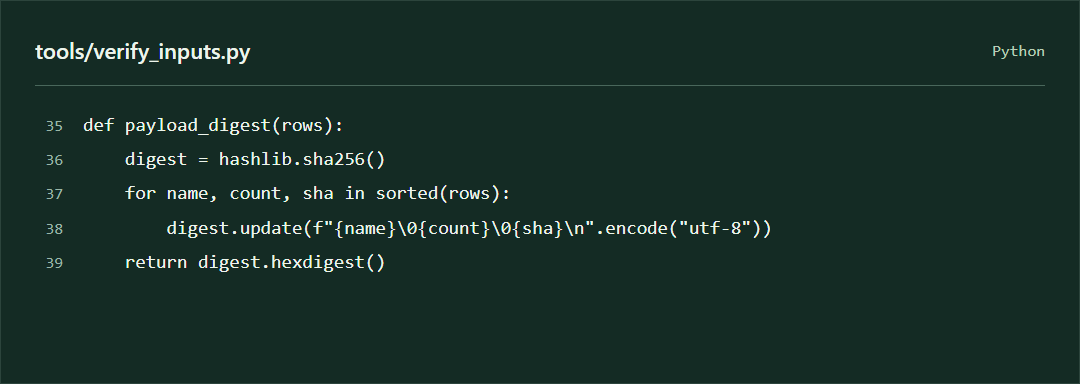 tools/verify_inputs.py
Python
35 def payload_digest(rows):
36     digest = hashlib.sha256()
37     for name, count, sha in sorted(rows):
38         digest.update(f"{name}\0{count}\0{sha}\n".encode("utf-8"))
39     return digest.hexdigest()